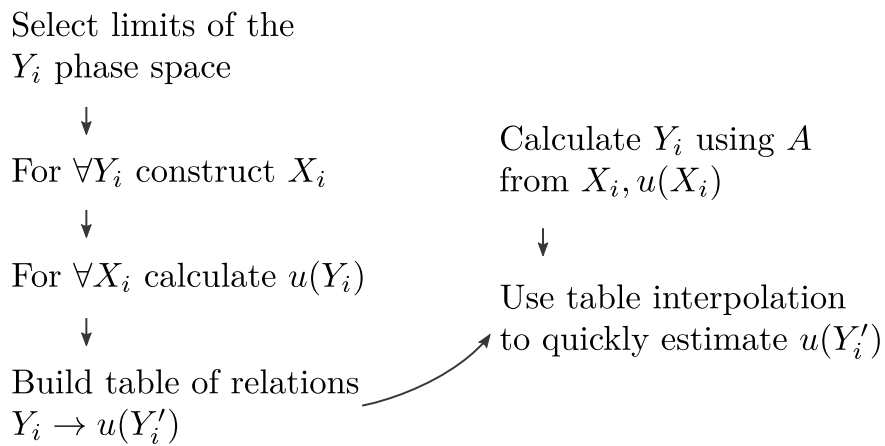 Select limits of the
Y_i phase space
For ∀Y_i construct X_i
For ∀X_i calculate u(Y_i)
Build table of relations
Y_i → u(Y_i′)
Calculate Y_i using A
from X_i, u(X_i)
Use table interpolation
to quickly estimate u(Y_i′)